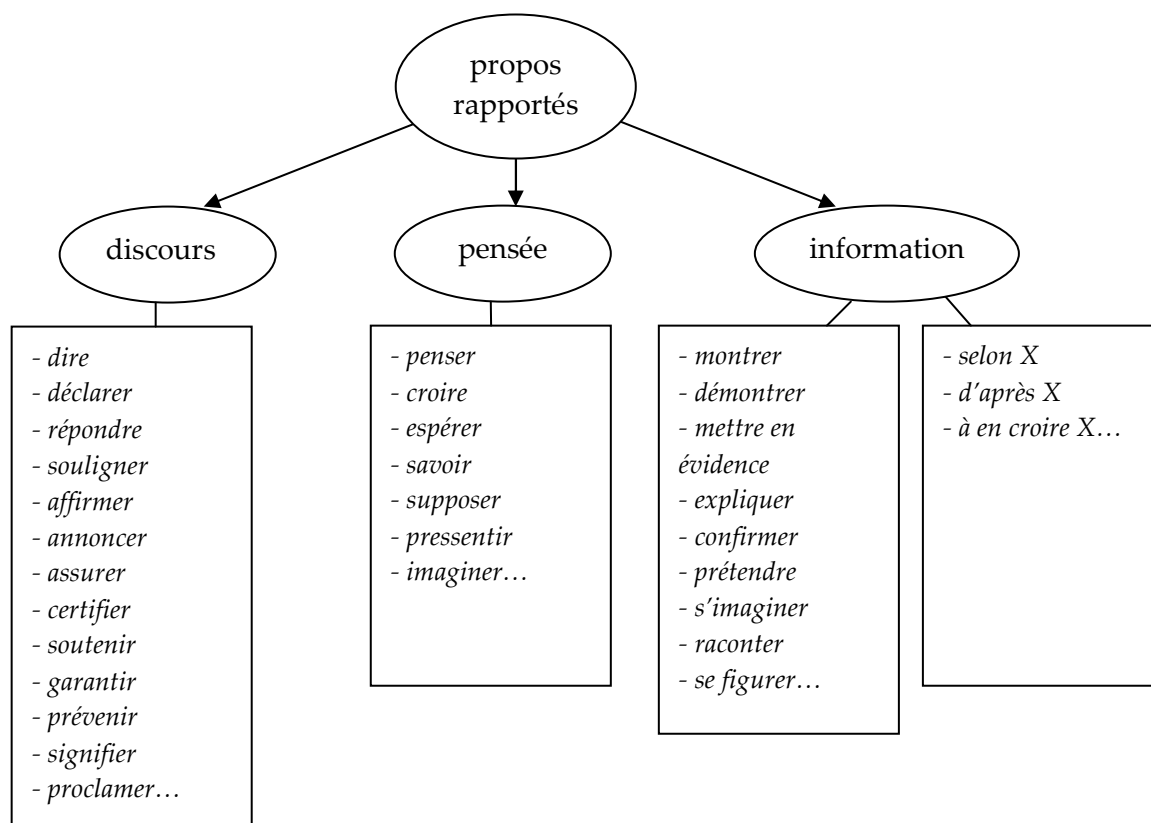 propos
rapportés
discours
pensée
information
- dire
- déclarer
- répondre
- souligner
- affirmer
- annoncer
- assurer
- certifier
- soutenir
- garantir
- prévenir
- signifier
- proclamer…
- penser
- croire
- espérer
- savoir
- supposer
- pressentir
- imaginer…
- montrer
- démontrer
- mettre en
évidence
- expliquer
- confirmer
- prétendre
- s'imaginer
- raconter
- se figurer…
- selon X
- d'après X
- à en croire X…